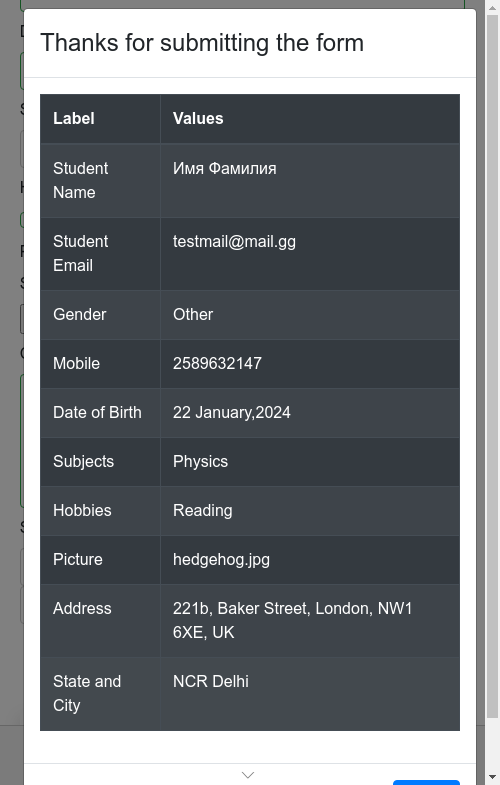 Thanks for submitting the form
Label Values
Student Name Имя Фамилия
Student Email testmail@mail.gg
Gender Other
Mobile 2589632147
Date of Birth 22 January,2024
Subjects Physics
Hobbies Reading
Picture hedgehog.jpg
Address 221b, Baker Street, London, NW1 6XE, UK
State and City NCR Delhi